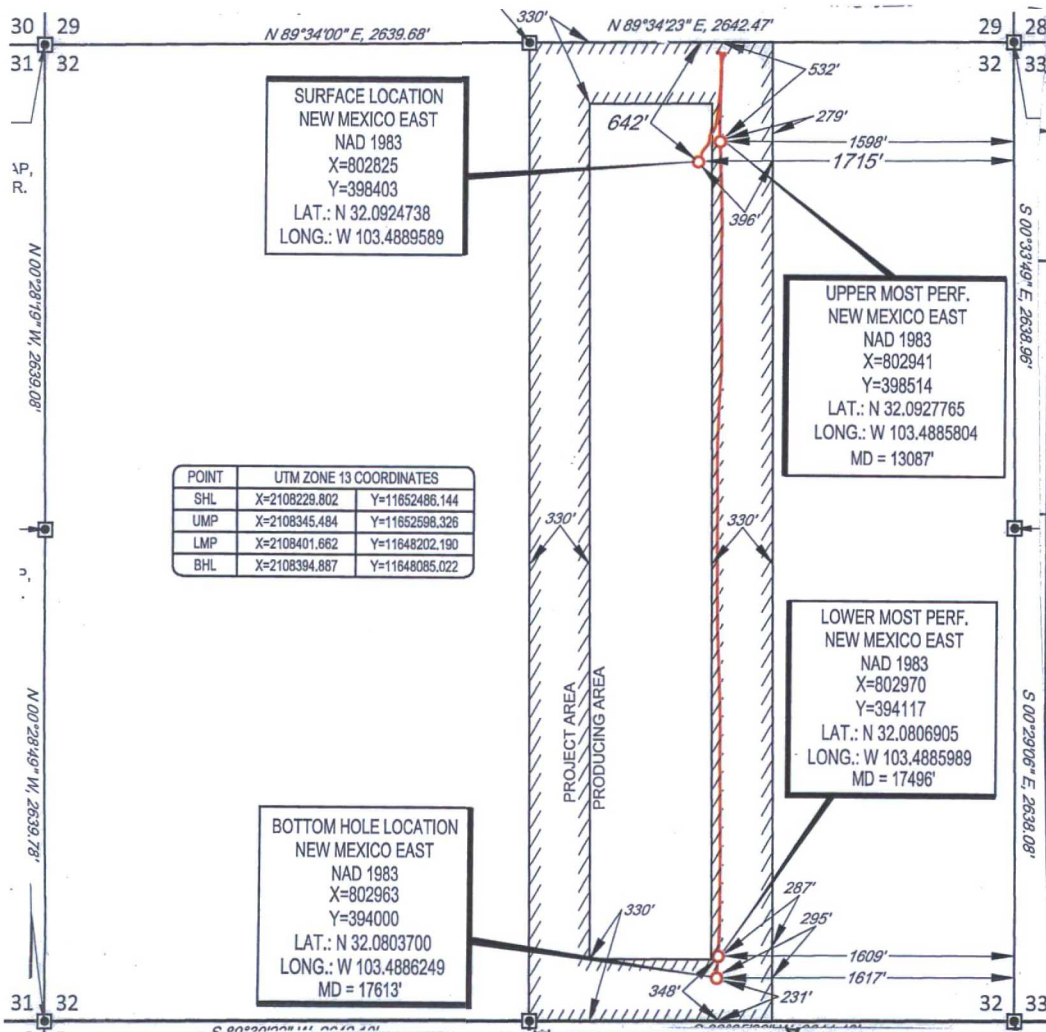 30 29
31 32
N 89°34'00" E, 2639.68'
330'
N 89°34'23" E, 2642.47'
29 28
32 33
SURFACE LOCATION
NEW MEXICO EAST
NAD 1983
X=802825
Y=398403
LAT.: N 32.0924738
LONG.: W 103.4889589
642'
532'
279'
1598'
1715'
396'
R.
N 00°28'19" W, 2639.08'
S 00°33'49" E, 2638.96'
UPPER MOST PERF.
NEW MEXICO EAST
NAD 1983
X=802941
Y=398514
LAT.: N 32.0927765
LONG.: W 103.4885804
MD = 13087'
POINT UTM ZONE 13 COORDINATES
SHL X=2108229.802 Y=11652486.144
UMP X=2108345.484 Y=11652598.326
LMP X=2108401.662 Y=11648202.190
BHL X=2108394.887 Y=11648085.022
330'
330'
LOWER MOST PERF.
NEW MEXICO EAST
NAD 1983
X=802970
Y=394117
LAT.: N 32.0806905
LONG.: W 103.4885989
MD = 17496'
N 00°28'49" W, 2639.78'
PROJECT AREA
PRODUCING AREA
S 00°29'06" E, 2638.08'
BOTTOM HOLE LOCATION
NEW MEXICO EAST
NAD 1983
X=802963
Y=394000
LAT.: N 32.0803700
LONG.: W 103.4886249
MD = 17613'
330'
287'
295'
1609'
1617'
348'
231'
31 32
32 33